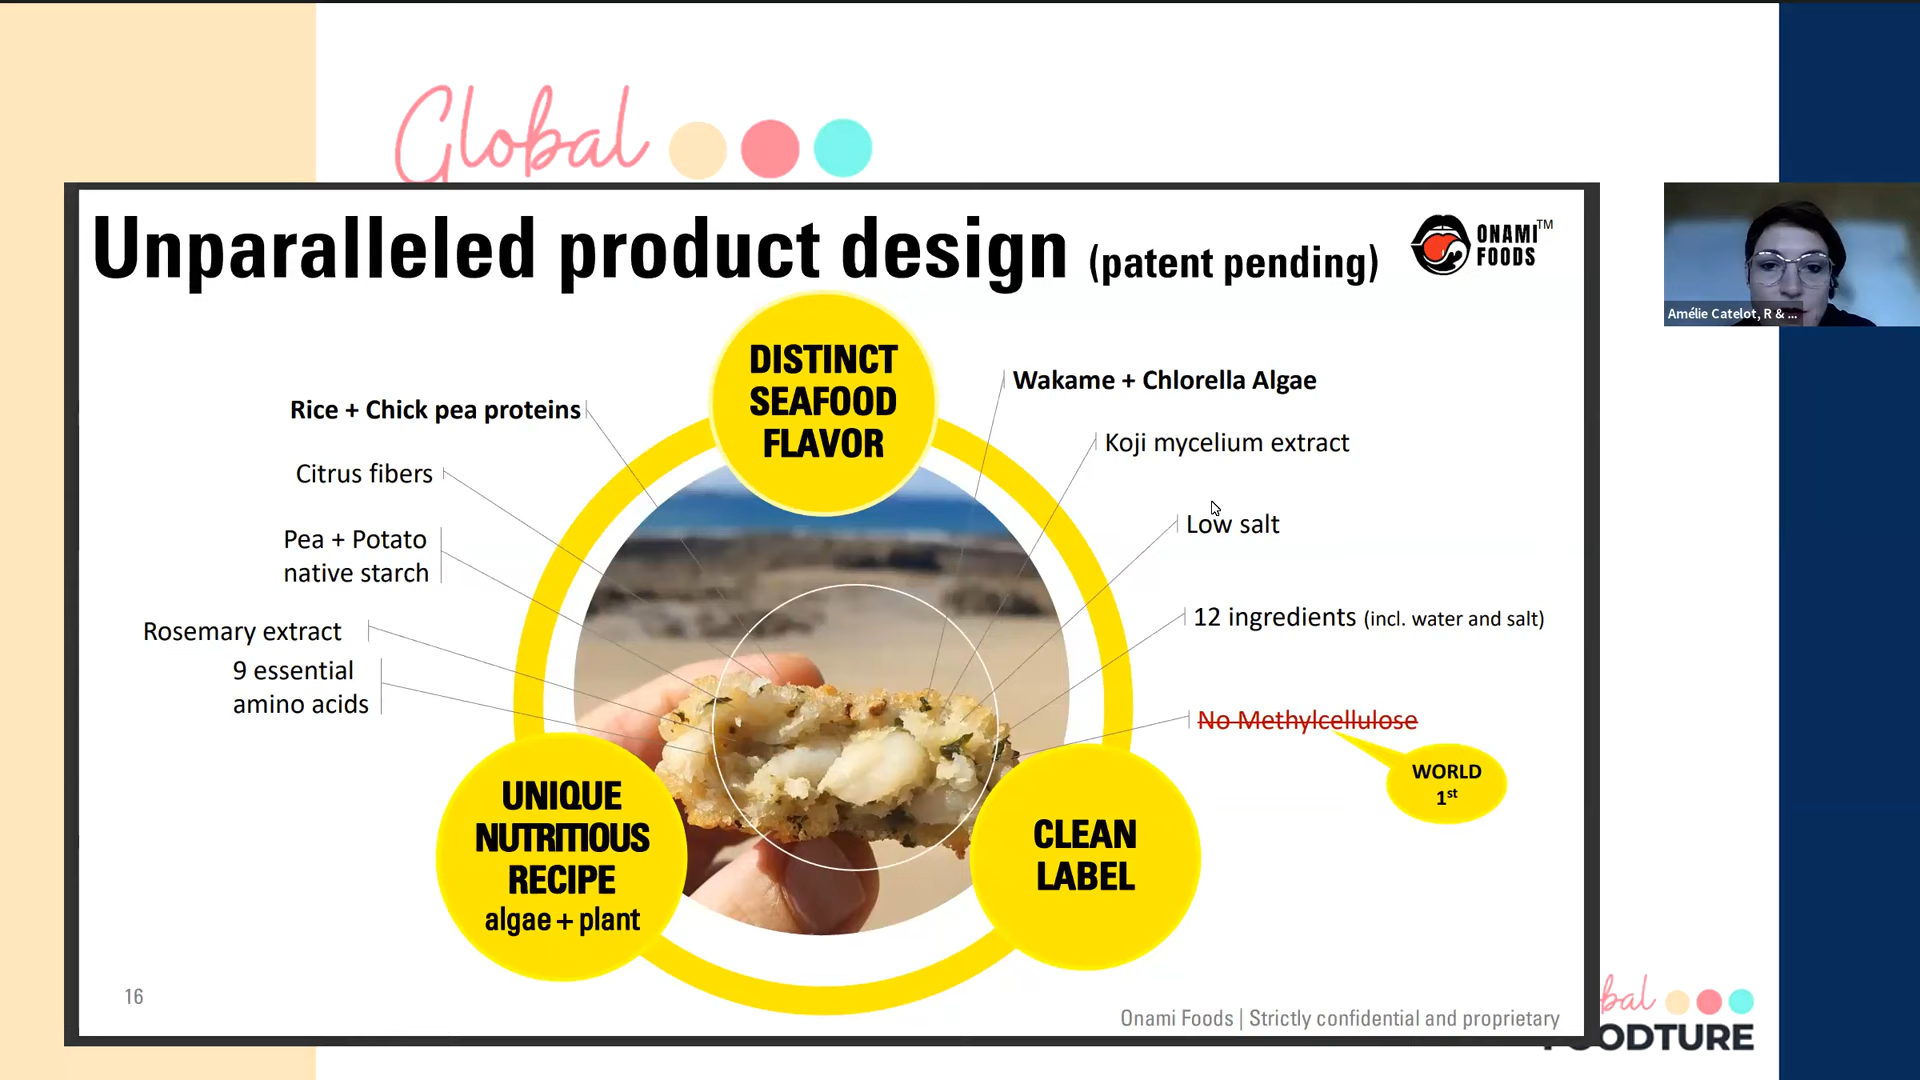 Global
Unparalleled product design (patent pending)
ONAMI™
FOODS
Amélie Catelot, R & ...
DISTINCT
SEAFOOD
FLAVOR
Rice + Chick pea proteins
Citrus fibers
Pea + Potato
native starch
Rosemary extract
9 essential
amino acids
Wakame + Chlorella Algae
Koji mycelium extract
Low salt
12 ingredients (incl. water and salt)
No Methylcellulose
WORLD
1st
UNIQUE
NUTRITIOUS
RECIPE
algae + plant
CLEAN
LABEL
16
Onami Foods | Strictly confidential and proprietary
bal
OODTURE